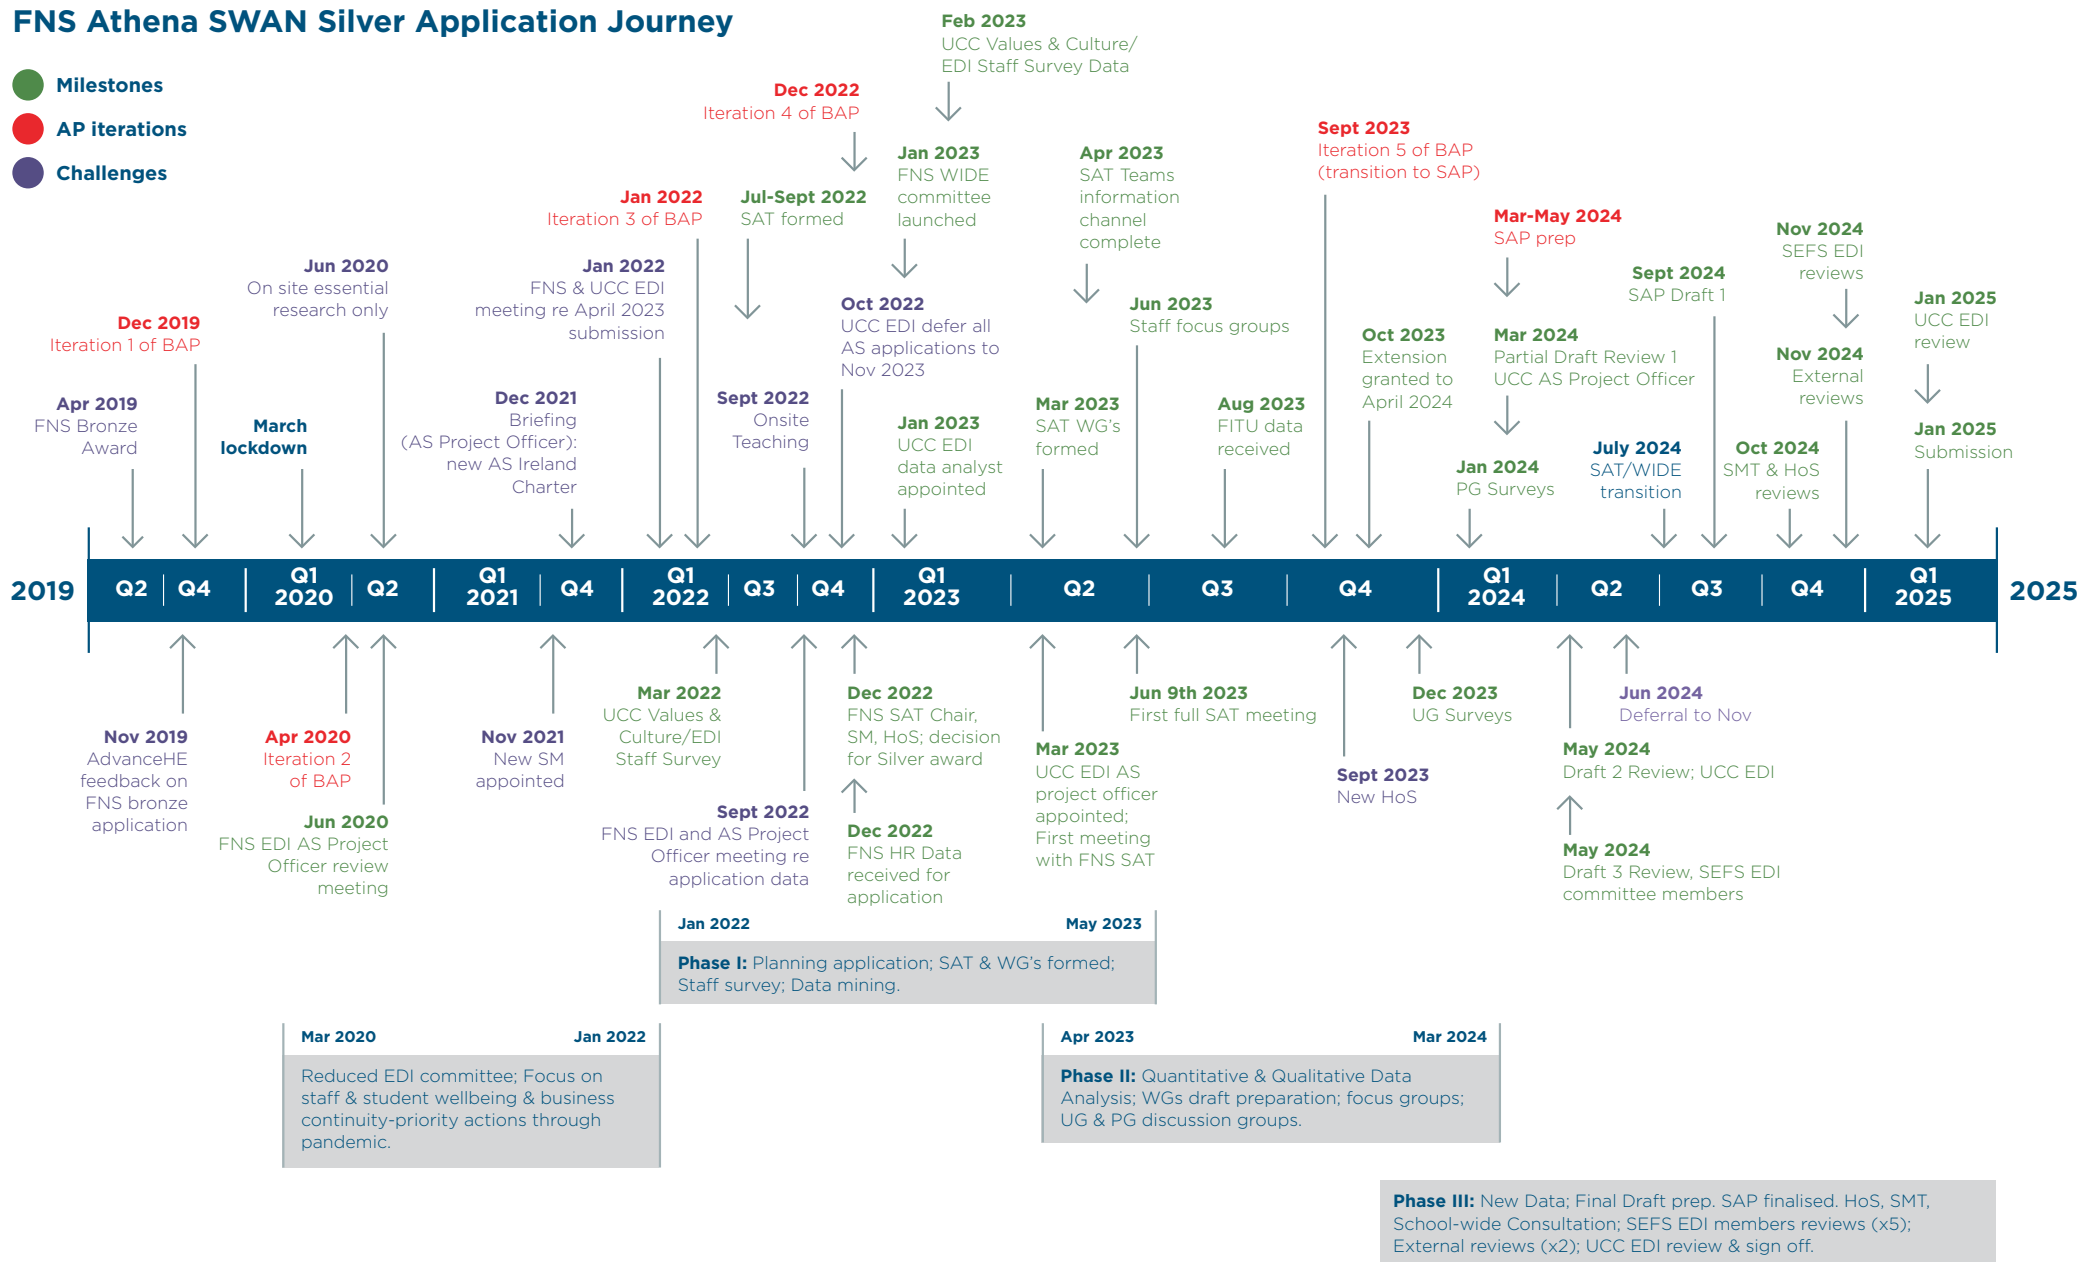 FNS Athena SWAN Silver Application Journey
Milestones
AP iterations
Challenges
Apr 2019
FNS Bronze
Award
Dec 2019
Iteration 1 of BAP
March
lockdown
Jun 2020
On site essential
research only
Dec 2021
Briefing
(AS Project Officer):
new AS Ireland
Charter
Jan 2022
FNS & UCC EDI
meeting re April 2023
submission
Jan 2022
Iteration 3 of BAP
Jul-Sept 2022
SAT formed
Sept 2022
Onsite
Teaching
Dec 2022
Iteration 4 of BAP
Feb 2023
UCC Values & Culture/
EDI Staff Survey Data
Jan 2023
FNS WIDE
committee
launched
Oct 2022
UCC EDI defer all
AS applications to
Nov 2023
Jan 2023
UCC EDI
data analyst
appointed
Apr 2023
SAT Teams
information
channel
complete
Mar 2023
SAT WG's
formed
Jun 2023
Staff focus groups
Aug 2023
FITU data
received
Sept 2023
Iteration 5 of BAP
(transition to SAP)
Oct 2023
Extension
granted to
April 2024
Mar-May 2024
SAP prep
Mar 2024
Partial Draft Review 1
UCC AS Project Officer
Jan 2024
PG Surveys
July 2024
SAT/WIDE
transition
Sept 2024
SAP Draft 1
Oct 2024
SMT & HoS
reviews
Nov 2024
SEFS EDI
reviews
Nov 2024
External
reviews
Jan 2025
UCC EDI
review
Jan 2025
Submission
2019
Q2
Q4
Q1
2020
Q2
Q1
2021
Q4
Q1
2022
Q3
Q4
Q1
2023
Q2
Q3
Q4
Q1
2024
Q2
Q3
Q4
Q1
2025
2025
Nov 2019
AdvanceHE
feedback on
FNS bronze
application
Apr 2020
Iteration 2
of BAP
Jun 2020
FNS EDI AS Project
Officer review
meeting
Nov 2021
New SM
appointed
Mar 2022
UCC Values &
Culture/EDI
Staff Survey
Sept 2022
FNS EDI and AS Project
Officer meeting re
application data
Dec 2022
FNS SAT Chair,
SM, HoS; decision
for Silver award
Dec 2022
FNS HR Data
received for
application
Mar 2023
UCC EDI AS
project officer
appointed;
First meeting
with FNS SAT
Jun 9th 2023
First full SAT meeting
Sept 2023
New HoS
Dec 2023
UG Surveys
May 2024
Draft 2 Review; UCC EDI
May 2024
Draft 3 Review, SEFS EDI
committee members
Jun 2024
Deferral to Nov
Jan 2022
May 2023
Phase I: Planning application; SAT & WG's formed;
Staff survey; Data mining.
Mar 2020
Jan 2022
Reduced EDI committee; Focus on
staff & student wellbeing & business
continuity-priority actions through
pandemic.
Apr 2023
Mar 2024
Phase II: Quantitative & Qualitative Data
Analysis; WGs draft preparation; focus groups;
UG & PG discussion groups.
Phase III: New Data; Final Draft prep. SAP finalised. HoS, SMT,
School-wide Consultation; SEFS EDI members reviews (x5);
External reviews (x2); UCC EDI review & sign off.